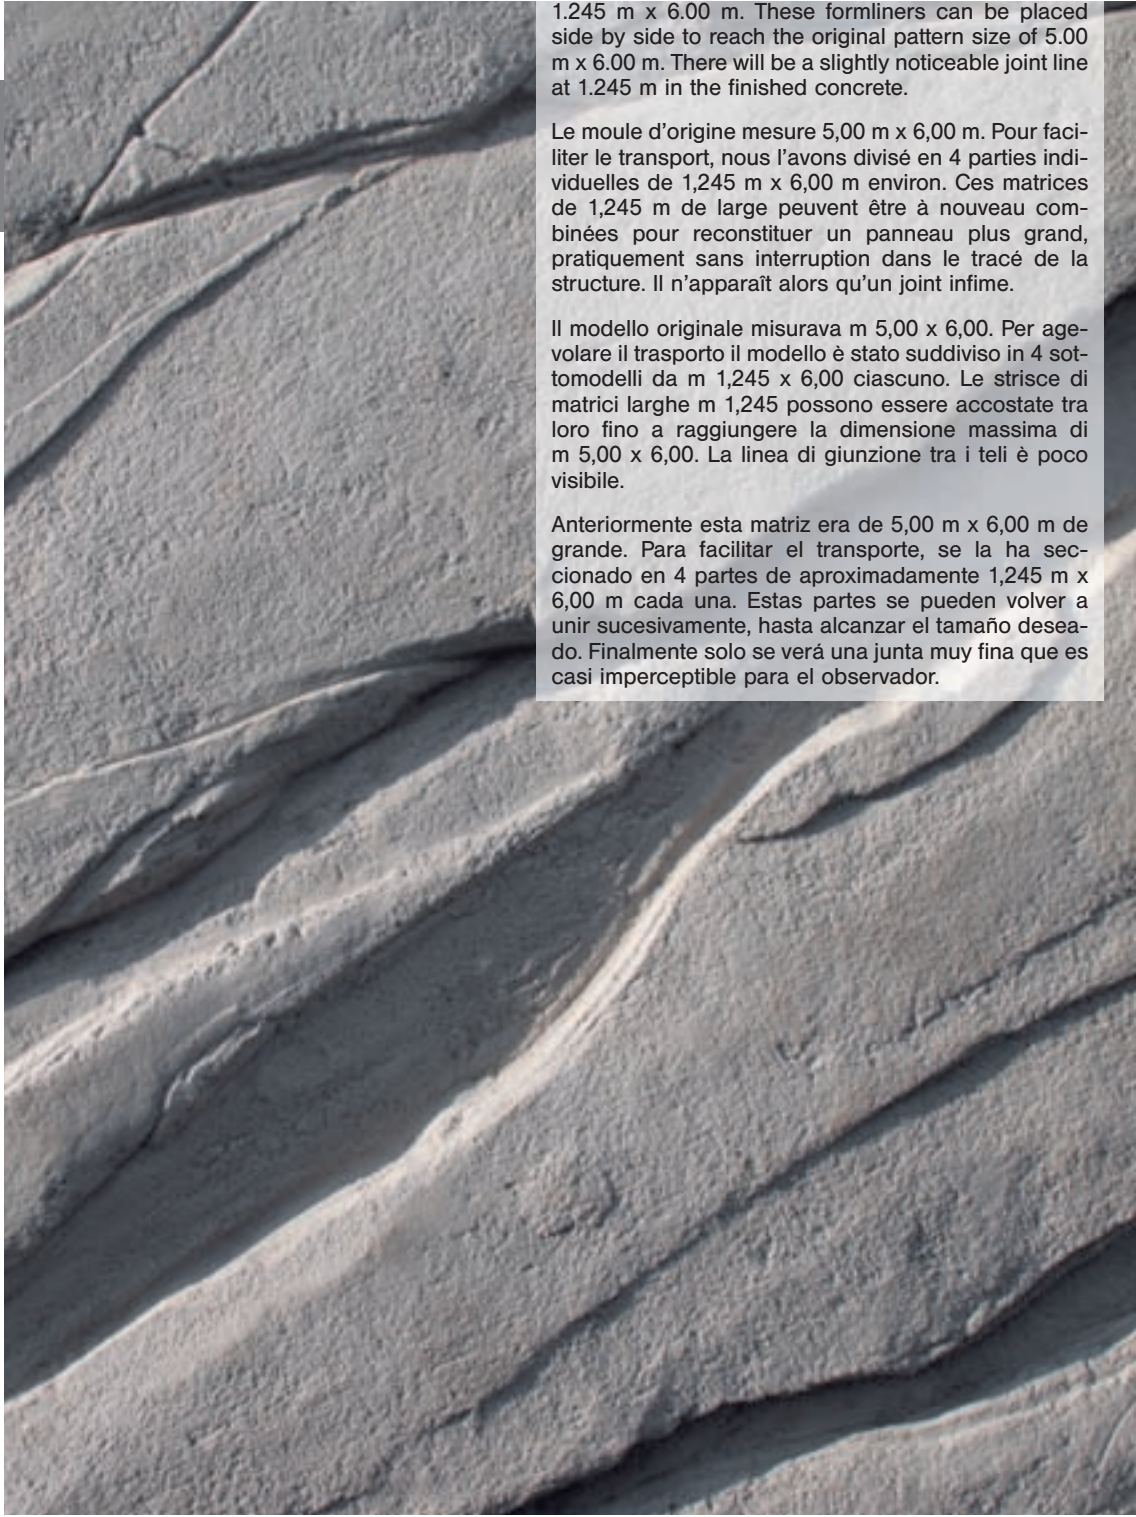 1.245 m x 6.00 m. These formliners can be placed
side by side to reach the original pattern size of 5.00
m x 6.00 m. There will be a slightly noticeable joint line
at 1.245 m in the finished concrete.
Le moule d’origine mesure 5,00 m x 6,00 m. Pour faci-
liter le transport, nous l’avons divisé en 4 parties indi-
viduelles de 1,245 m x 6,00 m environ. Ces matrices
de 1,245 m de large peuvent être à nouveau com-
binées pour reconstituer un panneau plus grand,
pratiquement sans interruption dans le tracé de la
structure. Il n’apparaît alors qu’un joint infime.
Il modello originale misurava m 5,00 x 6,00. Per age-
volare il trasporto il modello è stato suddiviso in 4 sot-
tomodelli da m 1,245 x 6,00 ciascuno. Le strisce di
matrici larghe m 1,245 possono essere accostate tra
loro fino a raggiungere la dimensione massima di
m 5,00 x 6,00. La linea di giunzione tra i teli è poco
visibile.
Anteriormente esta matriz era de 5,00 m x 6,00 m de
grande. Para facilitar el transporte, se la ha sec-
cionado en 4 partes de aproximadamente 1,245 m x
6,00 m cada una. Estas partes se pueden volver a
unir sucesivamente, hasta alcanzar el tamaño desea-
do. Finalmente solo se verá una junta muy fina que es
casi imperceptible para el observador.